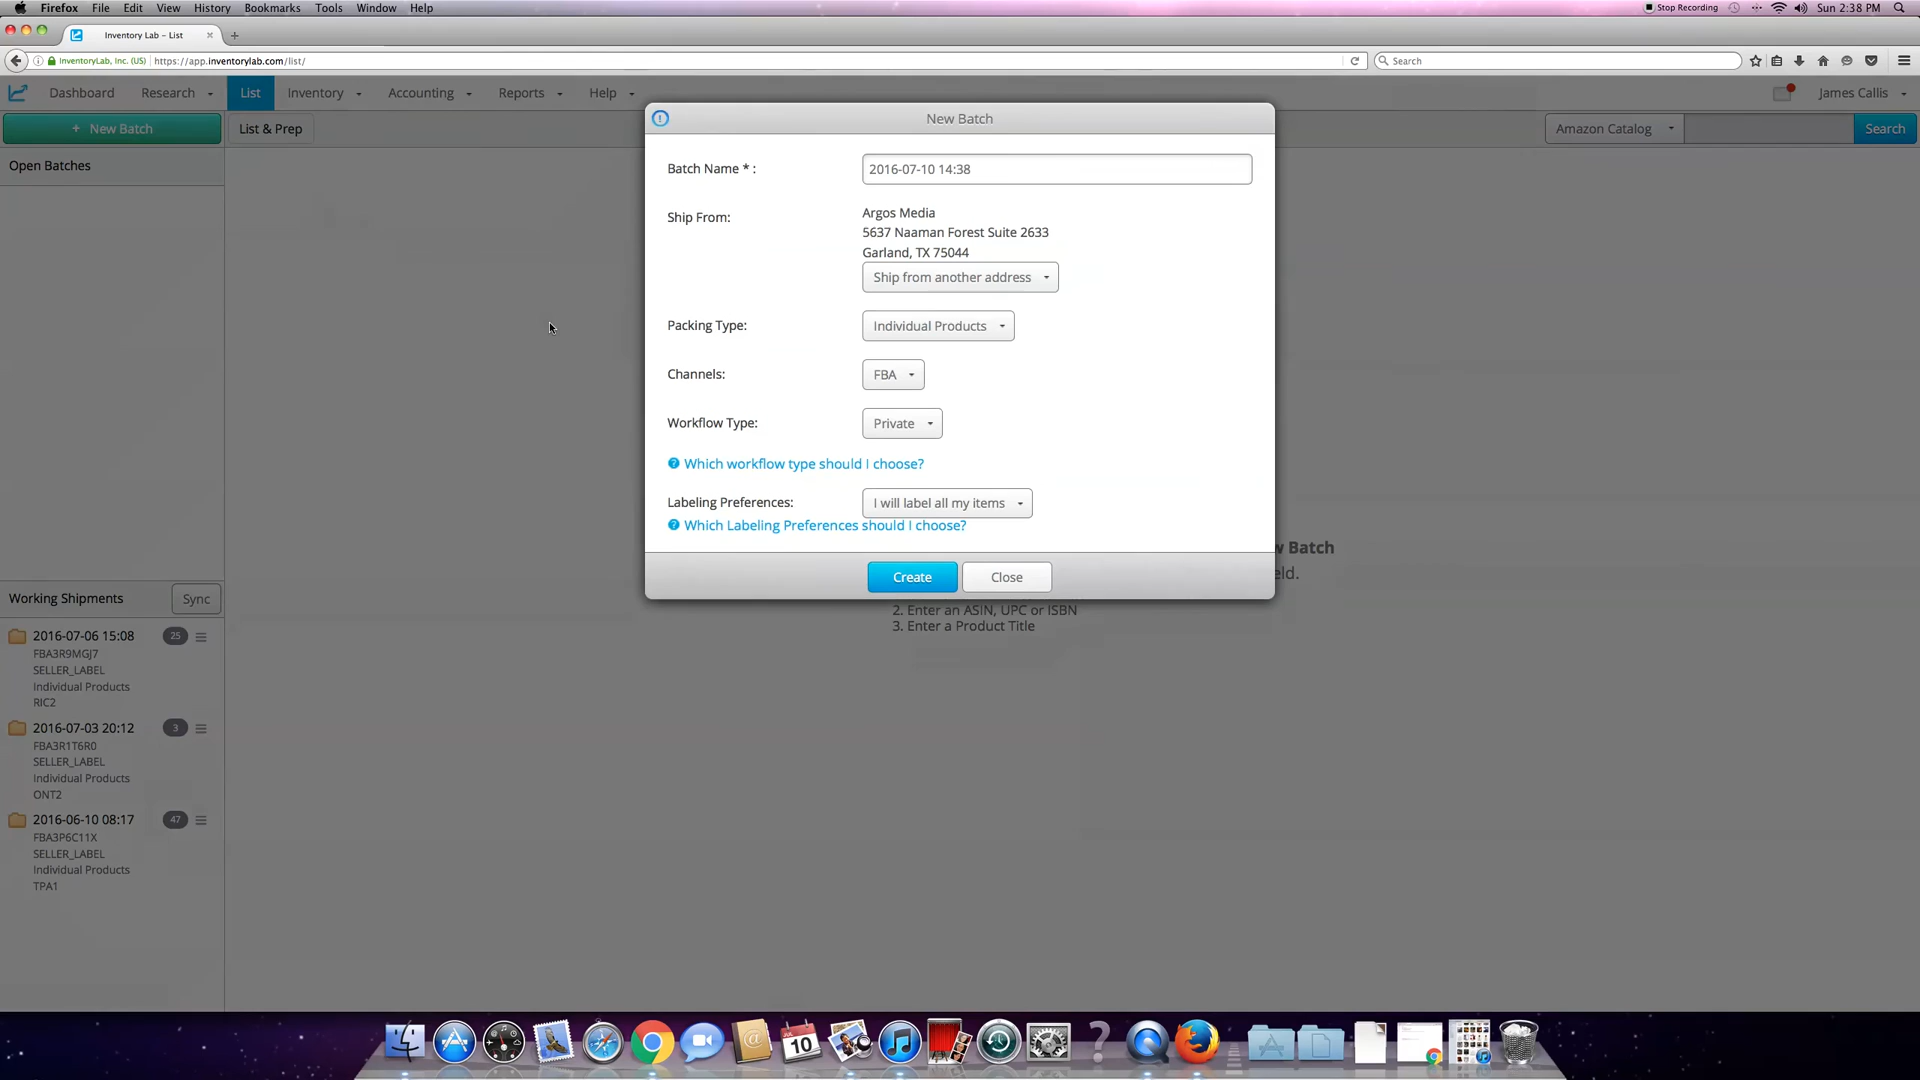 Firefox File Edit View History Bookmarks Tools Window Help
Stop Recording Sun 2:38 PM
Inventory Lab – List
InventoryLab, Inc. (US) https://app.inventorylab.com/list/
Search
Dashboard Research List Inventory Accounting Reports Help James Callis
+ New Batch List & Prep Amazon Catalog Search
Open Batches
New Batch
Batch Name * : 2016-07-10 14:38
Ship From: Argos Media
5637 Naaman Forest Suite 2633
Garland, TX 75044
Ship from another address
Packing Type: Individual Products
Channels: FBA
Workflow Type: Private
? Which workflow type should I choose?
Labeling Preferences: I will label all my items
? Which Labeling Preferences should I choose?
Create Close
Batch
2. Enter an ASIN, UPC or ISBN
3. Enter a Product Title
Working Shipments Sync
2016-07-06 15:08 25
FBA3R9MGJ7
SELLER_LABEL
Individual Products
RIC2
2016-07-03 20:12 3
FBA3R1T6R0
SELLER_LABEL
Individual Products
ONT2
2016-06-10 08:17 47
FBA3P6C11X
SELLER_LABEL
Individual Products
TPA1
10